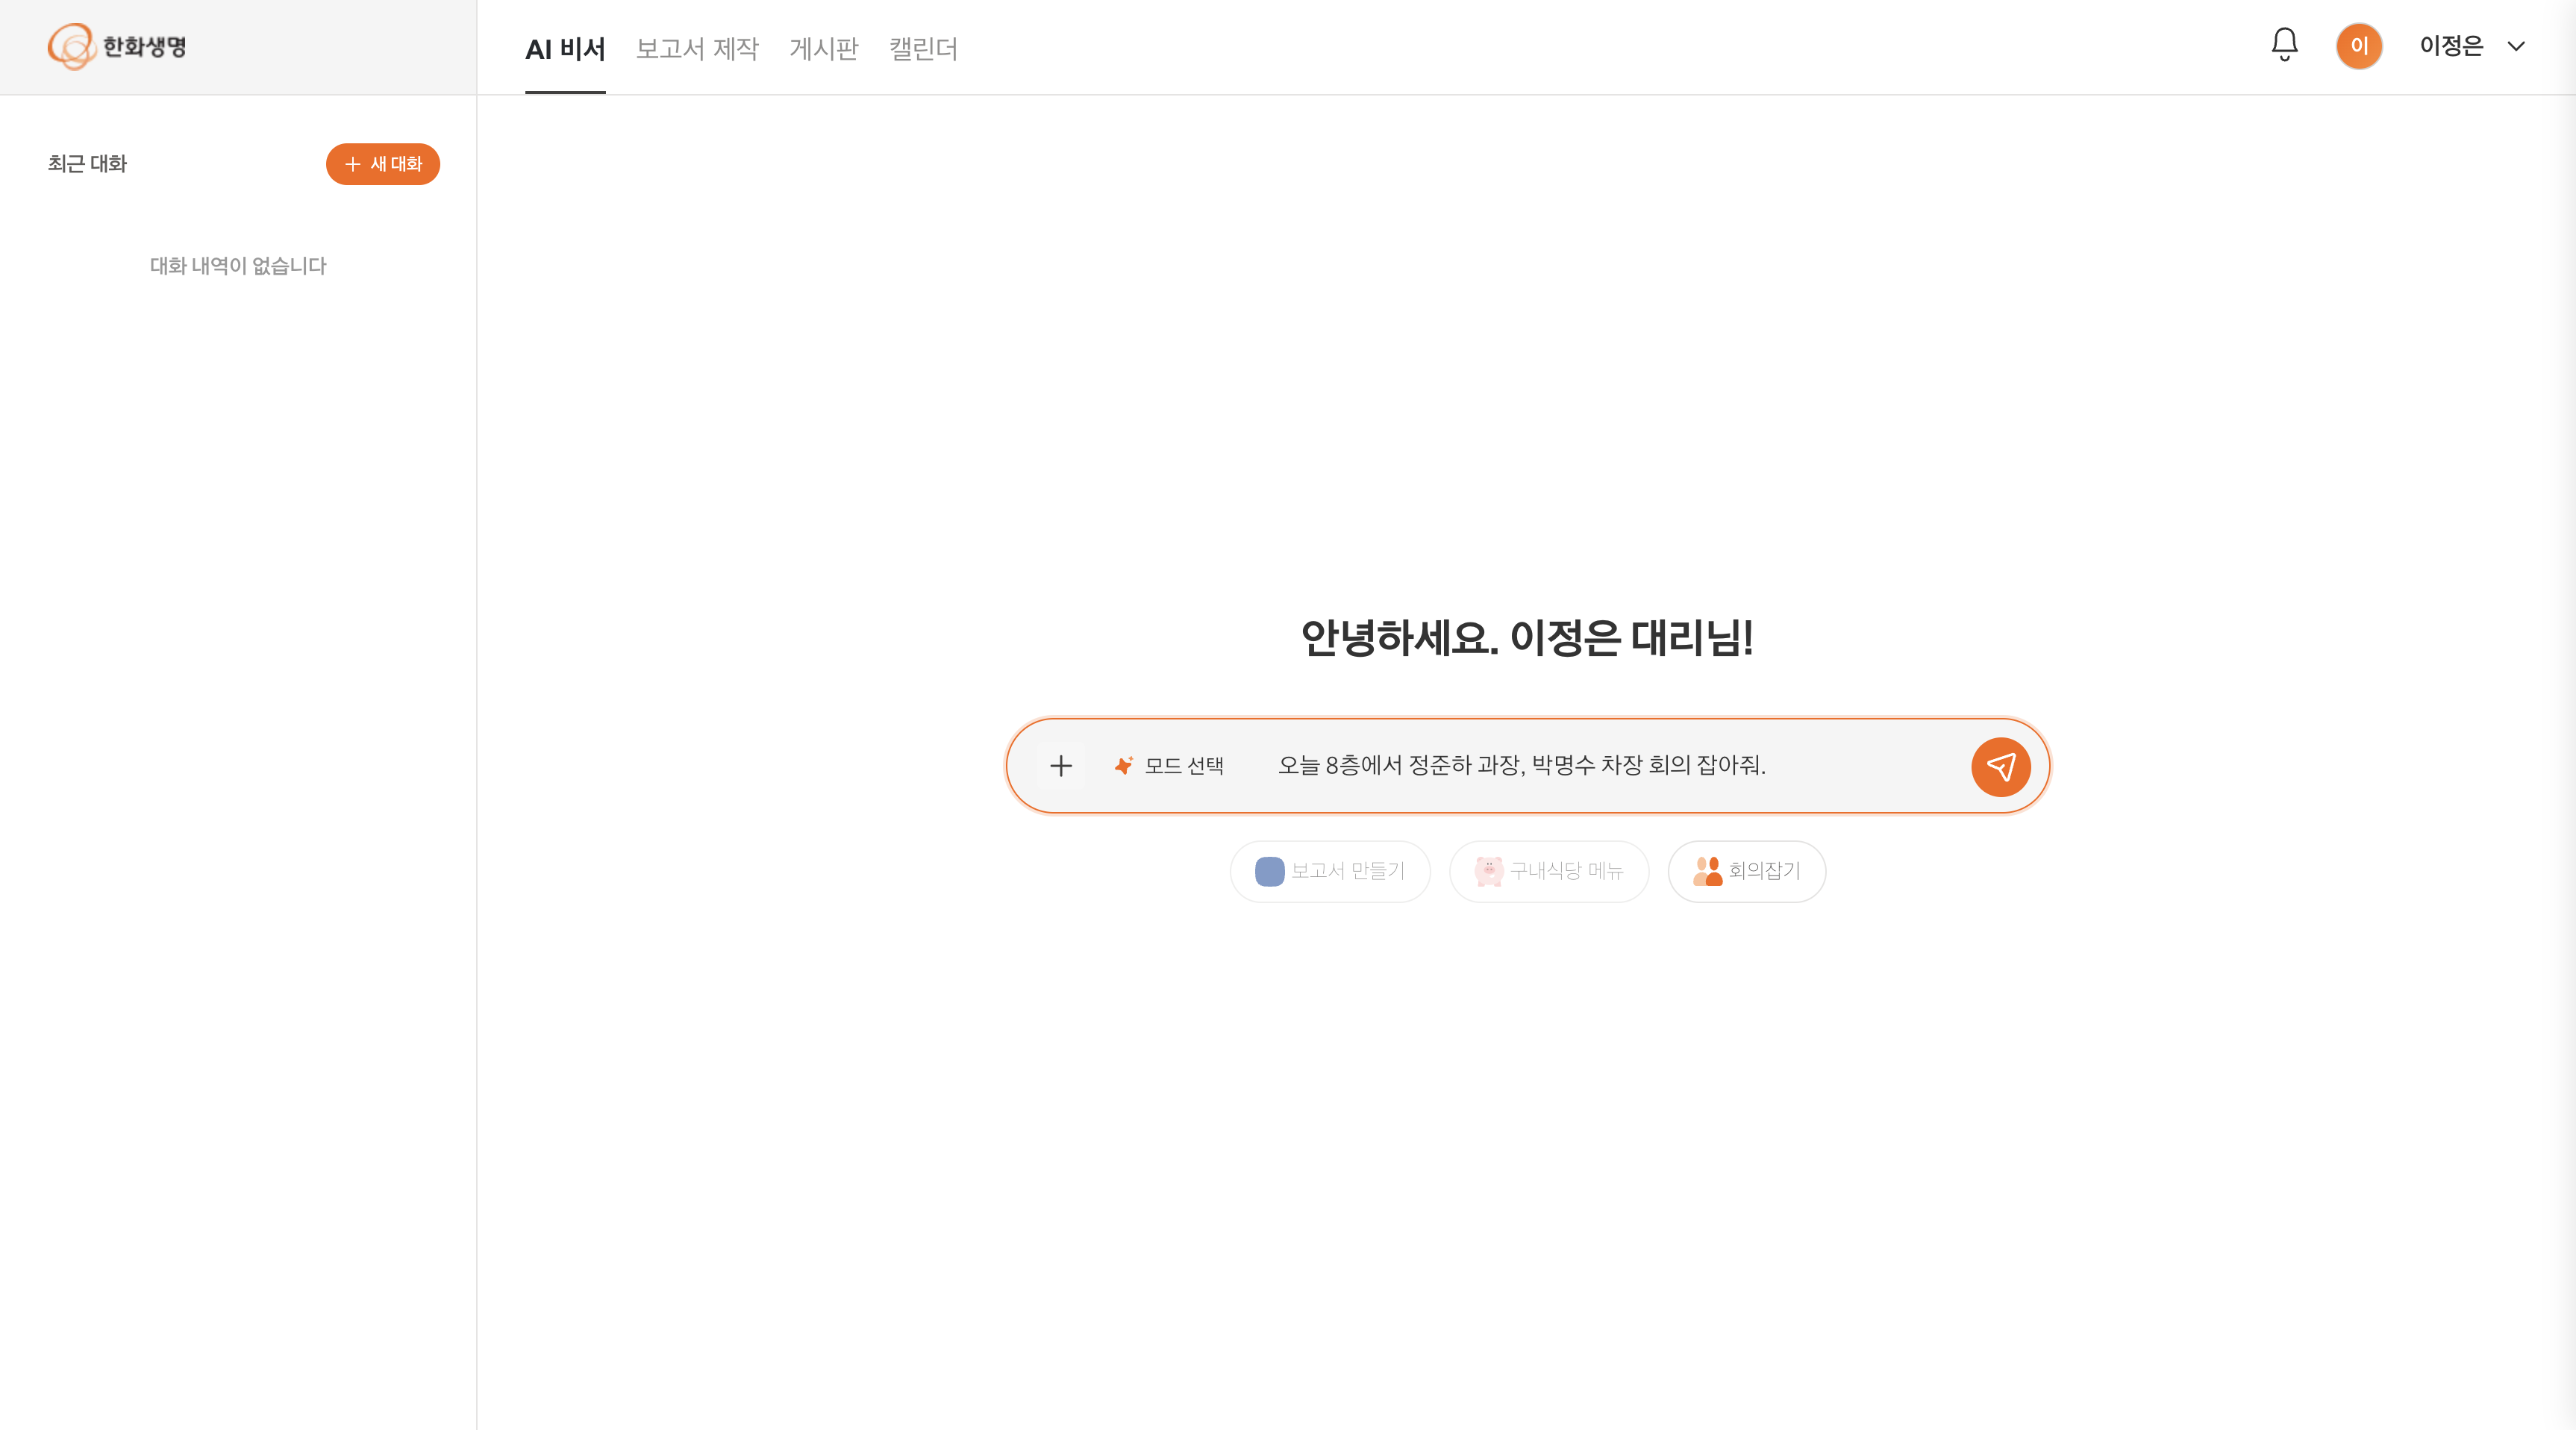 한화생명
AI 비서
보고서 제작
게시판
캘린더
이
이정은
최근 대화
새 대화
대화 내역이 없습니다
안녕하세요. 이정은 대리님!
모드 선택
오늘 8층에서 정준하 과장, 박명수 차장 회의 잡아줘.
보고서 만들기
구내식당 메뉴
회의잡기